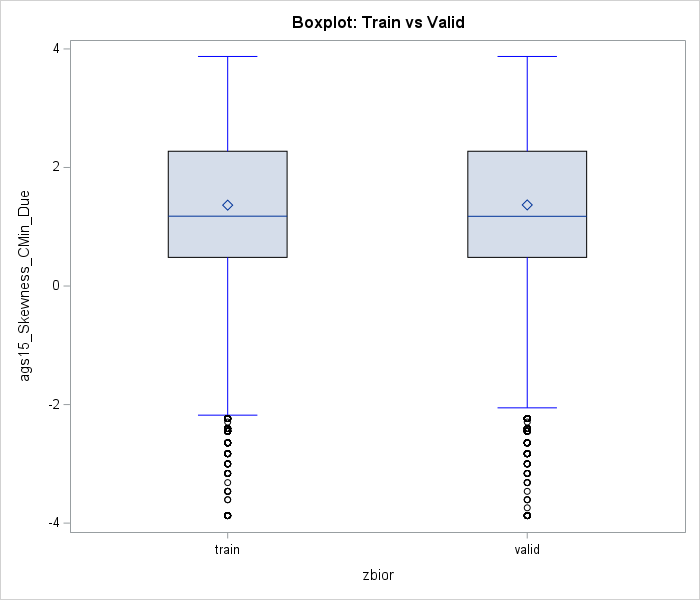 Boxplot: Train vs Valid
ags15_Skewness_CMin_Due
4
2
0
-2
-4
train
valid
zbior